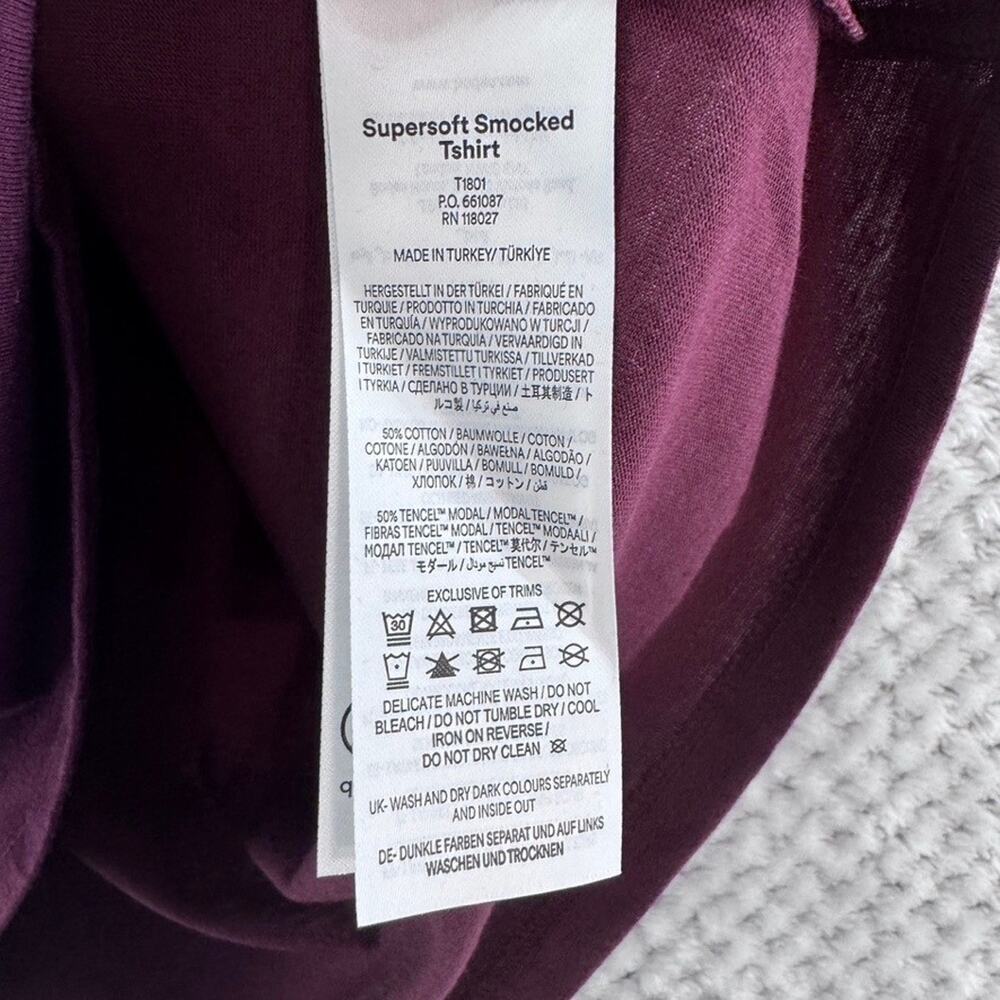 Supersoft Smocked
Tshirt
T1801
P.O. 661087
RN 118027
MADE IN TURKEY/ TÜRKİYE
HERGESTELLT IN DER TÜRKEI / FABRIQUÉ EN
TURQUIE / PRODOTTO IN TURCHIA / FABRICADO
EN TURQUÍA / WYPRODUKOWANO W TURCJI /
FABRICADO NA TURQUIA / VERVAARDIGD IN
TURKIJE / VALMISTETTU TURKISSA / TILLVERKAD
I TURKIET / FREMSTILLET I TYRKIET / PRODUSERT
I TYRKIA / СДЕЛАНО В ТУРЦИИ / 土耳其制造 / ト
ルコ製 / صنع في تركيا
50% COTTON / BAUMWOLLE / COTON /
COTONE / ALGODÓN / BAWEŁNA / ALGODÃO /
KATOEN / PUUVILLA / BOMULL / BOMULD /
ХЛОПОК / 棉 / コットン / قطن
50% TENCEL™ MODAL / MODAL TENCEL™ /
FIBRAS TENCEL™ MODAL / TENCEL™ MODAALI /
МОДАЛ TENCEL™ / TENCEL™ 莫代尔 / テンセル™
モダール / نسيج مودال TENCEL™
EXCLUSIVE OF TRIMS
30
DELICATE MACHINE WASH / DO NOT
BLEACH / DO NOT TUMBLE DRY / COOL
IRON ON REVERSE /
DO NOT DRY CLEAN
UK- WASH AND DRY DARK COLOURS SEPARATELY
AND INSIDE OUT
DE- DUNKLE FARBEN SEPARAT UND AUF LINKS
WASCHEN UND TROCKNEN